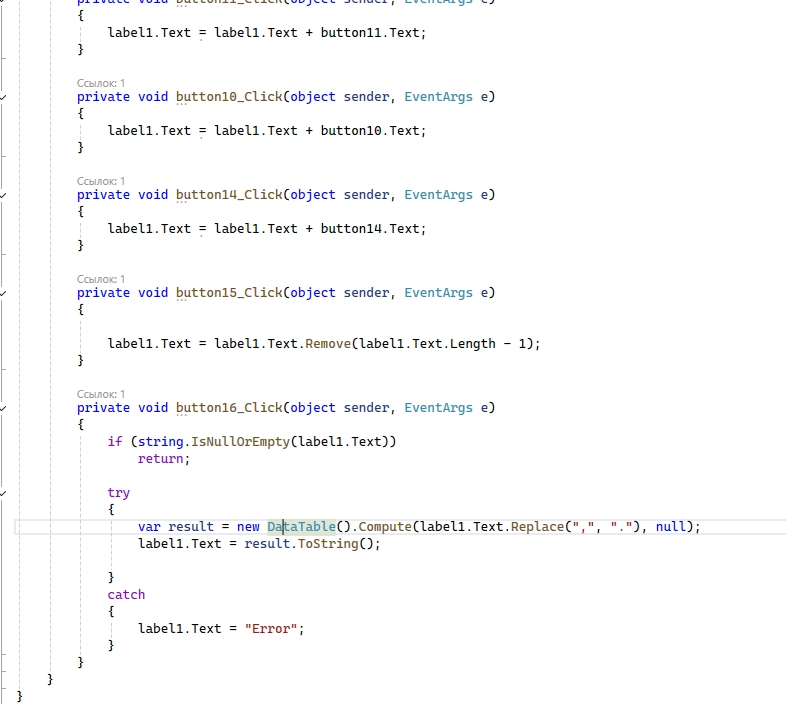 private void button11_Click(object sender, EventArgs e)
{
label1.Text = label1.Text + button11.Text;
}
Ссылок: 1
private void button10_Click(object sender, EventArgs e)
{
label1.Text = label1.Text + button10.Text;
}
Ссылок: 1
private void button14_Click(object sender, EventArgs e)
{
label1.Text = label1.Text + button14.Text;
}
Ссылок: 1
private void button15_Click(object sender, EventArgs e)
{
label1.Text = label1.Text.Remove(label1.Text.Length - 1);
}
Ссылок: 1
private void button16_Click(object sender, EventArgs e)
{
if (string.IsNullOrEmpty(label1.Text))
return;
try
{
var result = new DataTable().Compute(label1.Text.Replace(",", "."), null);
label1.Text = result.ToString();
}
catch
{
label1.Text = "Error";
}
}
}
}